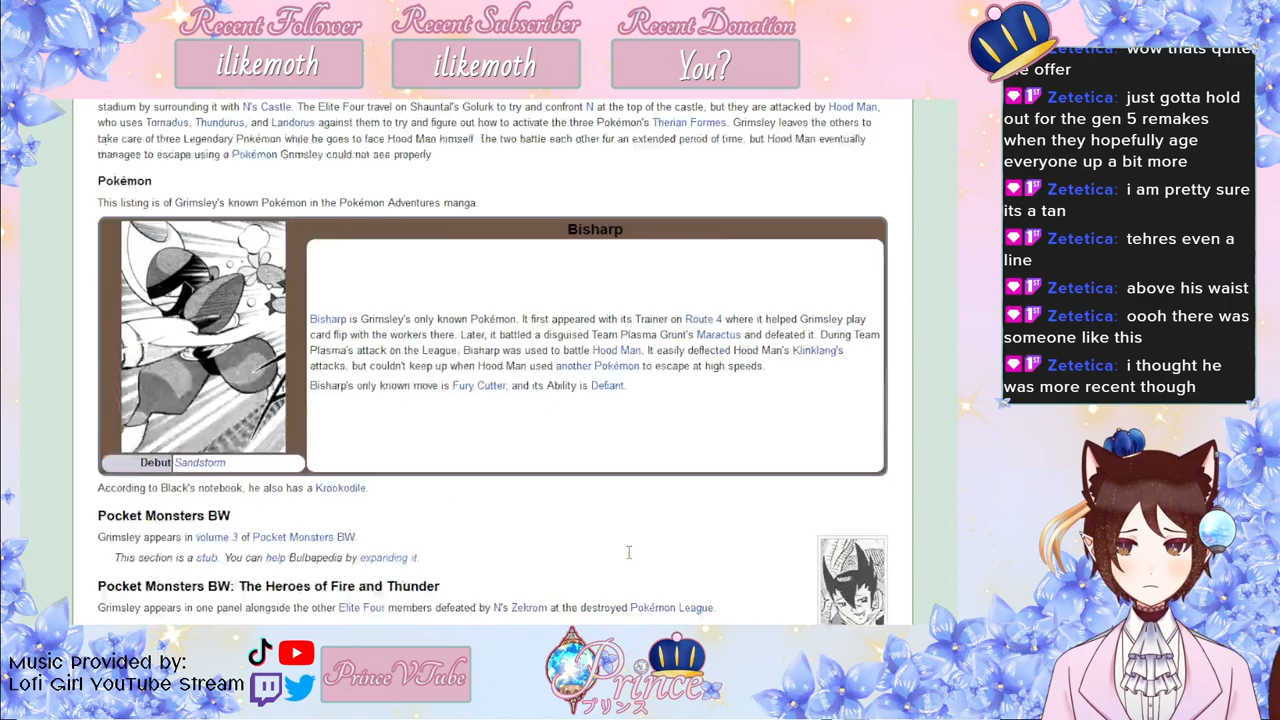 Recent Follower
Recent Subscriber
Recent Donation
ilikemoth
ilikemoth
You?
stadium by surrounding it with N's Castle. The Elite Four travel on Shauntal's Golurk to try and confront N at the top of the castle, but they are attacked by Hood Man,
who uses Tornadus, Thundurus, and Landorus against them to try and figure out how to activate the three Pokémon's Therian Formes. Grimsley leaves the others to
take care of three Legendary Pokémon while he goes to face Hood Man himself. The two battle each other for an extended period of time, but Hood Man eventually
manages to escape using a Pokémon Grimsley could not see properly
Pokémon
This listing is of Grimsley's known Pokémon in the Pokémon Adventures manga.
Bisharp
Bisharp is Grimsley's only known Pokémon. It first appeared with its Trainer on Route 4 where it helped Grimsley play
card flip with the workers there. Later, it battled a disguised Team Plasma Grunt's Maractus and defeated it. During Team
Plasma's attack on the League, Bisharp was used to battle Hood Man. It easily deflected Hood Man's Klinklang's
attacks, but couldn't keep up when Hood Man used another Pokémon to escape at high speeds.
Bisharp's only known move is Fury Cutter, and its Ability is Defiant.
Debut Sandstorm
According to Black's notebook, he also has a Krookodile.
Pocket Monsters BW
Grimsley appears in volume 3 of Pocket Monsters BW.
This section is a stub. You can help Bulbapedia by expanding it.
Pocket Monsters BW: The Heroes of Fire and Thunder
Grimsley appears in one panel alongside the other Elite Four members defeated by N's Zekrom at the destroyed Pokémon League.
Zetetica: wow thats quite
offer
1ST Zetetica: just gotta hold
out for the gen 5 remakes
when they hopefully age
everyone up a bit more
1ST Zetetica: i am pretty sure
its a tan
1ST Zetetica: tehres even a
line
1ST Zetetica: above his waist
1ST Zetetica: oooh there was
someone like this
1ST Zetetica: i thought he
was more recent though
Music Provided by:
Lofi Girl YouTube Stream
PrinceVTube
Prince
プリンス